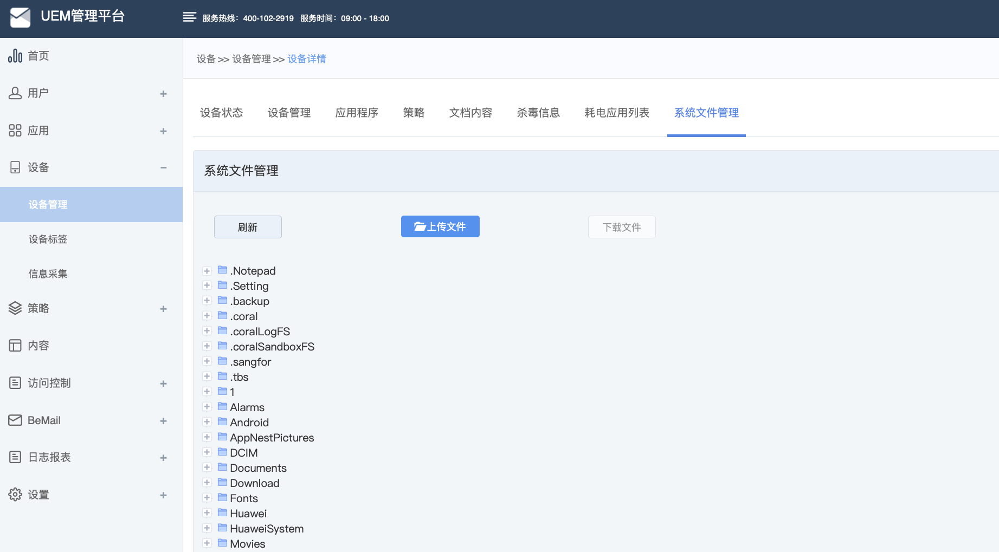 UEM管理平台
服务热线：400-102-2919 服务时间：09:00 - 18:00
首页
用户
应用
设备
设备管理
设备标签
信息采集
策略
内容
访问控制
BeMail
日志报表
设置
设备 >> 设备管理 >> 设备详情
设备状态 设备管理 应用程序 策略 文档内容 杀毒信息 耗电应用列表 系统文件管理
系统文件管理
刷新 上传文件 下载文件
.Notepad
.Setting
.backup
.coral
.coralLogFS
.coralSandboxFS
.sangfor
.tbs
1
Alarms
Android
AppNestPictures
DCIM
Documents
Download
Fonts
Huawei
HuaweiSystem
Movies